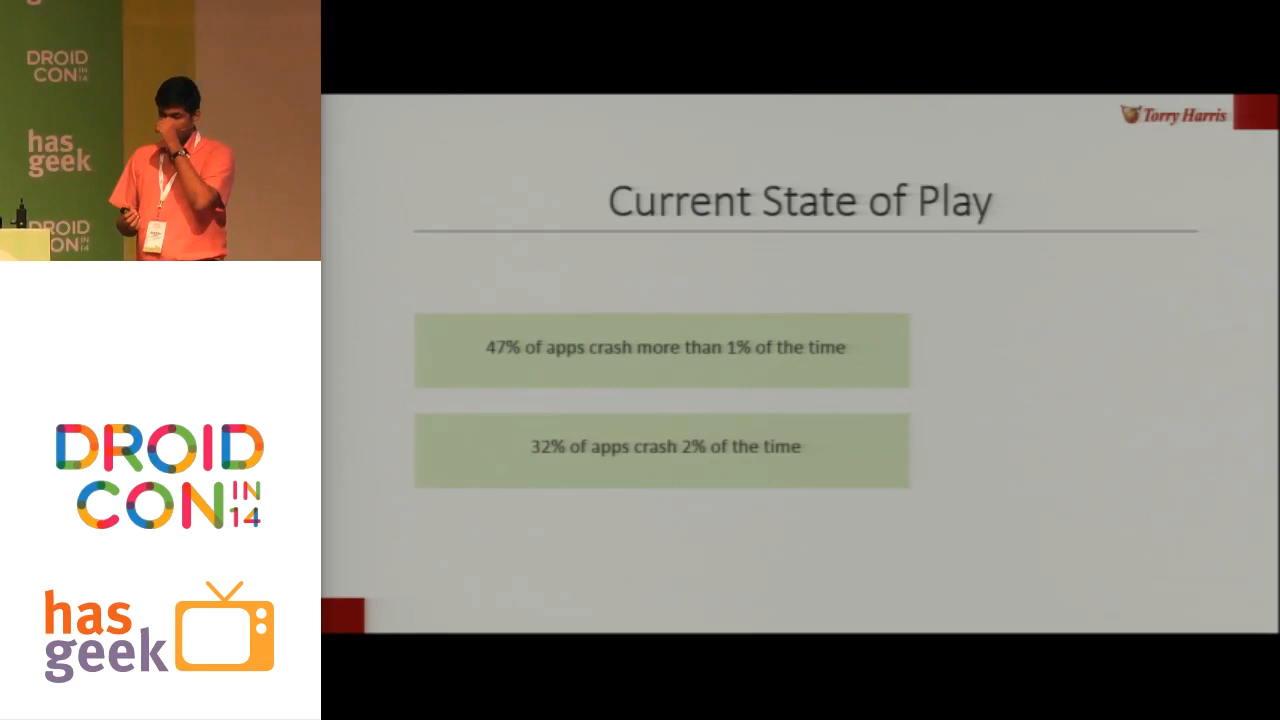 DROID
CON IN
14
has
geek
DROID
CON IN
14
Torry Harris
Current State of Play
47% of apps crash more than 1% of the time
32% of apps crash 2% of the time
DROID
CON IN
14
has
geek